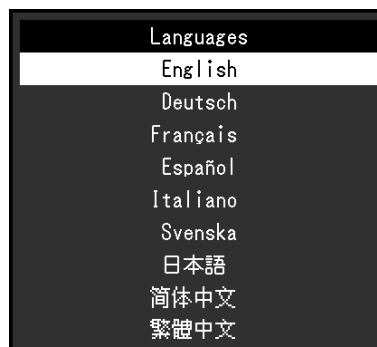 Languages
English
Deutsch
Français
Español
Italiano
Svenska
日本語
简体中文
繁體中文